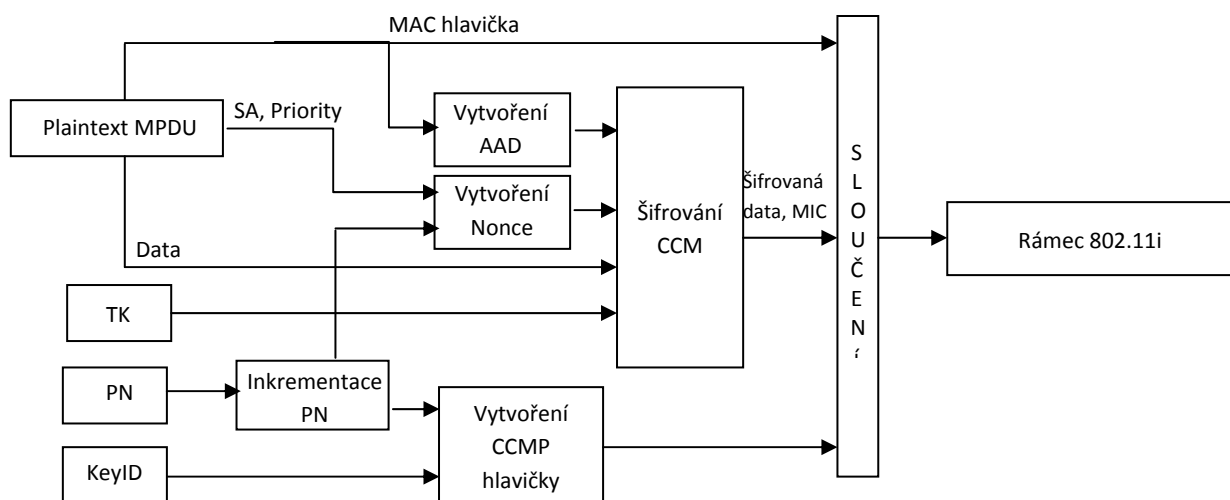 MAC hlavička
Plaintext MPDU
SA, Priority
Vytvoření
AAD
Vytvoření
Nonce
Data
TK
PN
Inkrementace
PN
KeyID
Vytvoření
CCMP
hlavičky
Šifrování
CCM
Šifrovaná
data, MIC
S
L
O
U
Č
E
N
Í
Rámec 802.11i